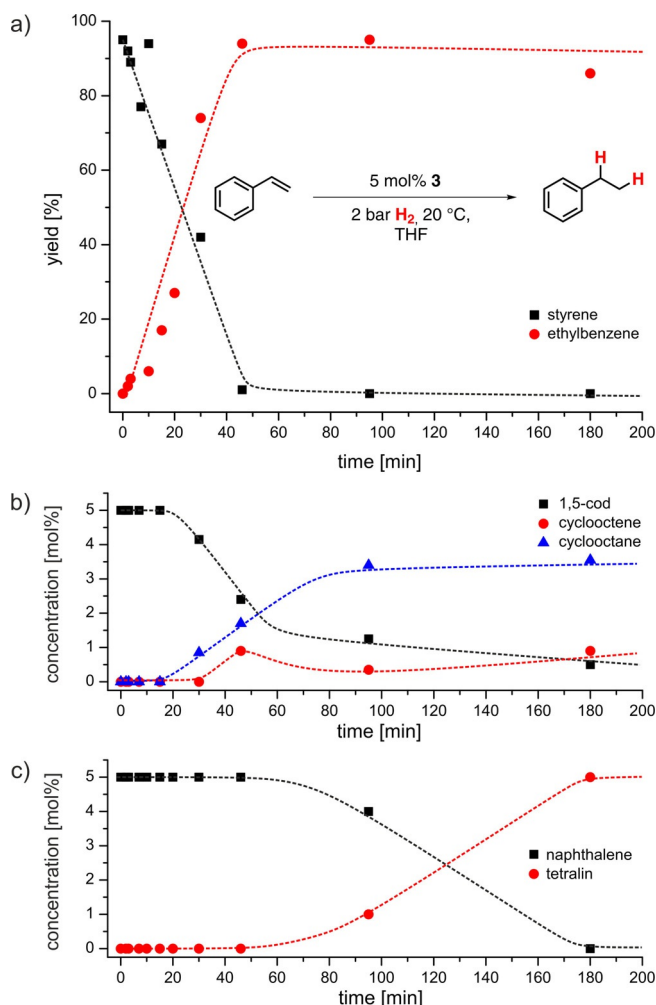 a)
100
80
60
40
20
0
yield [%]
5 mol% 3
2 bar H2, 20 °C,
THF
H
H
styrene
ethylbenzene
0 20 40 60 80 100 120 140 160 180 200
time [min]
b)
5
4
3
2
1
0
concentration [mol%]
1,5-cod
cyclooctene
cyclooctane
0 20 40 60 80 100 120 140 160 180 200
time [min]
c)
5
4
3
2
1
0
concentration [mol%]
naphthalene
tetralin
0 20 40 60 80 100 120 140 160 180 200
time [min]